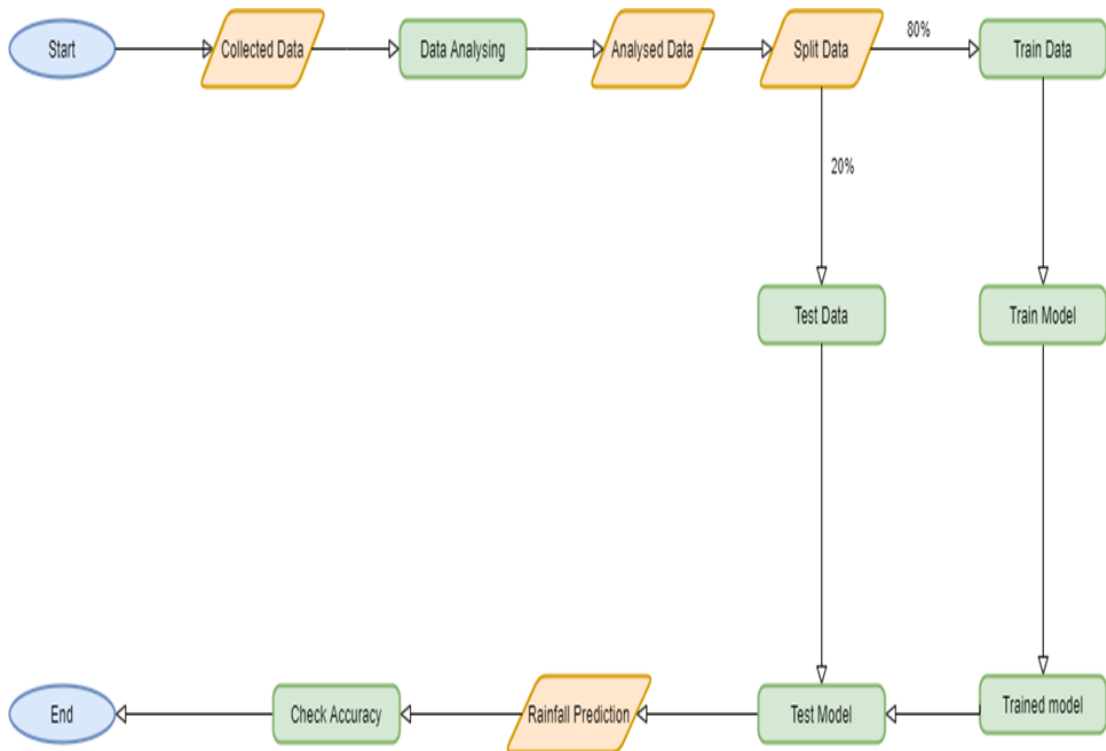 Start
Collected Data
Data Analysing
Analysed Data
Split Data
80%
Train Data
20%
Test Data
Train Model
End
Check Accuracy
Rainfall Prediction
Test Model
Trained model